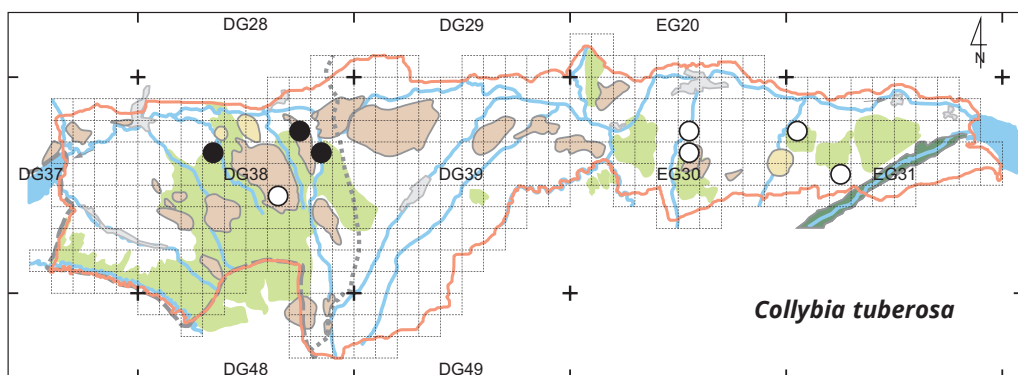 DG28 DG29 EG20
N
DG37 DG38 DG39 EG30 EG31
Collybia tuberosa
DG48 DG49